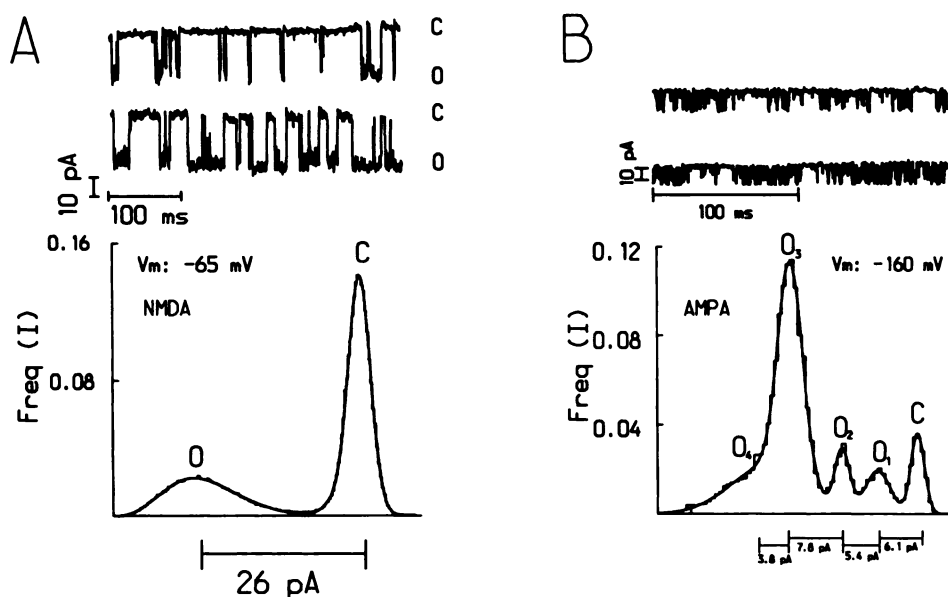 A
C
O
C
O
10 pA
100 ms
0.16
Vm: -65 mV
C
NMDA
Freq (I)
0.08
O
26 pA
B
10 pA
100 ms
0.12
O₃
Vm: -160 mV
AMPA
0.08
Freq (I)
0.04
O₄
O₂
O₁
C
3.8 pA
7.8 pA
5.4 pA
6.1 pA